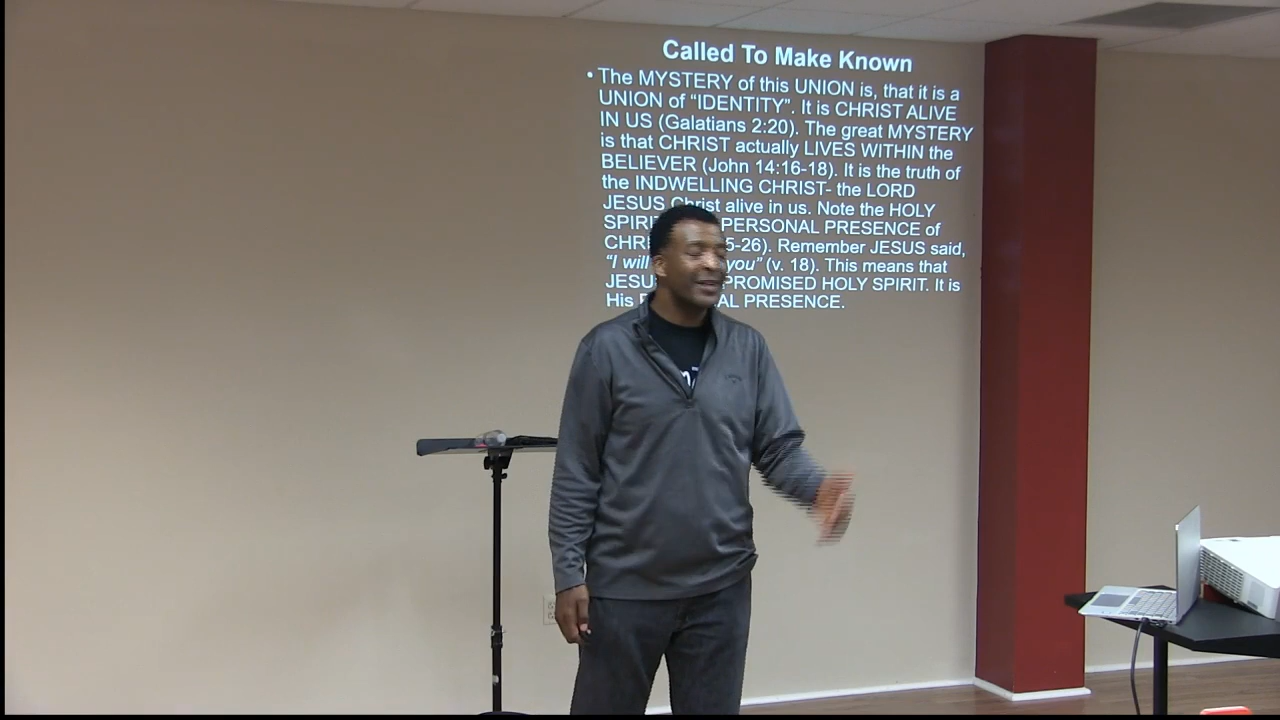 Called To Make Known
• The MYSTERY of this UNION is, that it is a
UNION of “IDENTITY”. It is CHRIST ALIVE
IN US (Galatians 2:20). The great MYSTERY
is that CHRIST actually LIVES WITHIN the
BELIEVER (John 14:16-18). It is the truth of
the INDWELLING CHRIST- the LORD
JESUS Christ alive in us. Note the HOLY
PERSONAL PRESENCE of
5-26). Remember JESUS said,
“I will you” (v. 18). This means that
PROMISED HOLY SPIRIT. It is
His PRESENCE.